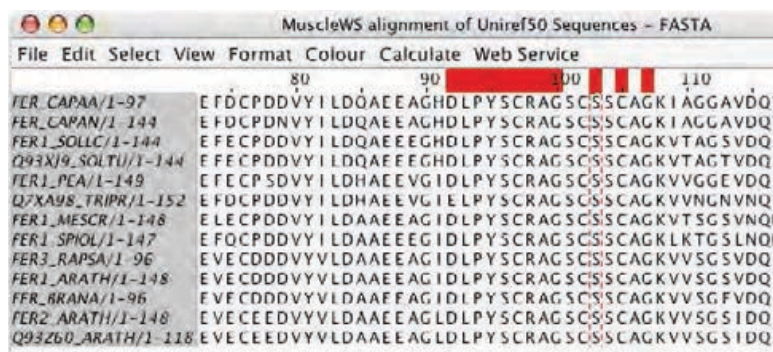 MuscleWS alignment of Uniref50 Sequences – FASTA
File Edit Select View Format Colour Calculate Web Service
80 90 100 110
FER_CAPAA/1-97 EFDCPDDVYILDQAEEAGHDLPYSCRAGSCSSCAGKIAGGAVDQ
FER_CAPAN/1-144 EFDCPDNVYILDQAEEAGHDLPYSCRAGSCSSCAGKIAGGAVDQ
FER1_SOLLC/1-144 EFECPDDVYILDQAEEEGHDLPYSCRAGSCSSCAGKVTAGSVDQ
Q93XJ9_SOLTU/1-144 EFECPDDVYILDQAEEEGHDLPYSCRAGSCSSCAGKVTAGTVDQ
FER1_PEA/1-149 EFECPSDVYILDHAEEVGIDLPYSCRAGSCSSCAGKVVGGEVDQ
Q7XA98_TRIPR/1-152 EFDCPDDVYILDHAEEVGIELPYSCRAGSCSSCAGKVVNGNVNQ
FER1_MESCR/1-148 ELECPDDVYILDAAEEAGIDLPYSCRAGSCSSCAGKVTSGSVNQ
FER1_SPIOL/1-147 EFQCPDDVYILDAAEEEGIDLPYSCRAGSCSSCAGKLKTGSLNQ
FER3_RAPSA/1-96 EVECDDDVYVLDAAEEAGIDLPYSCRAGSCSSCAGKVVSGSVDQ
FER1_ARATH/1-148 EVECDDDVYVLDAAEEAGIDLPYSCRAGSCSSCAGKVVSGSVDQ
FER_BRANA/1-96 EVECDDDVYVLDAAEEAGIDLPYSCRAGSCSSCAGKVVSGFVDQ
FER2_ARATH/1-148 EVECEEDVYVLDAAEEAGLDLPYSCRAGSCSSCAGKVVSGSIDQ
Q93Z60_ARATH/1-118 EVECEEDVYVLDAAEEAGLDLPYSCRAGSCSSCAGKVVSGSIDQ